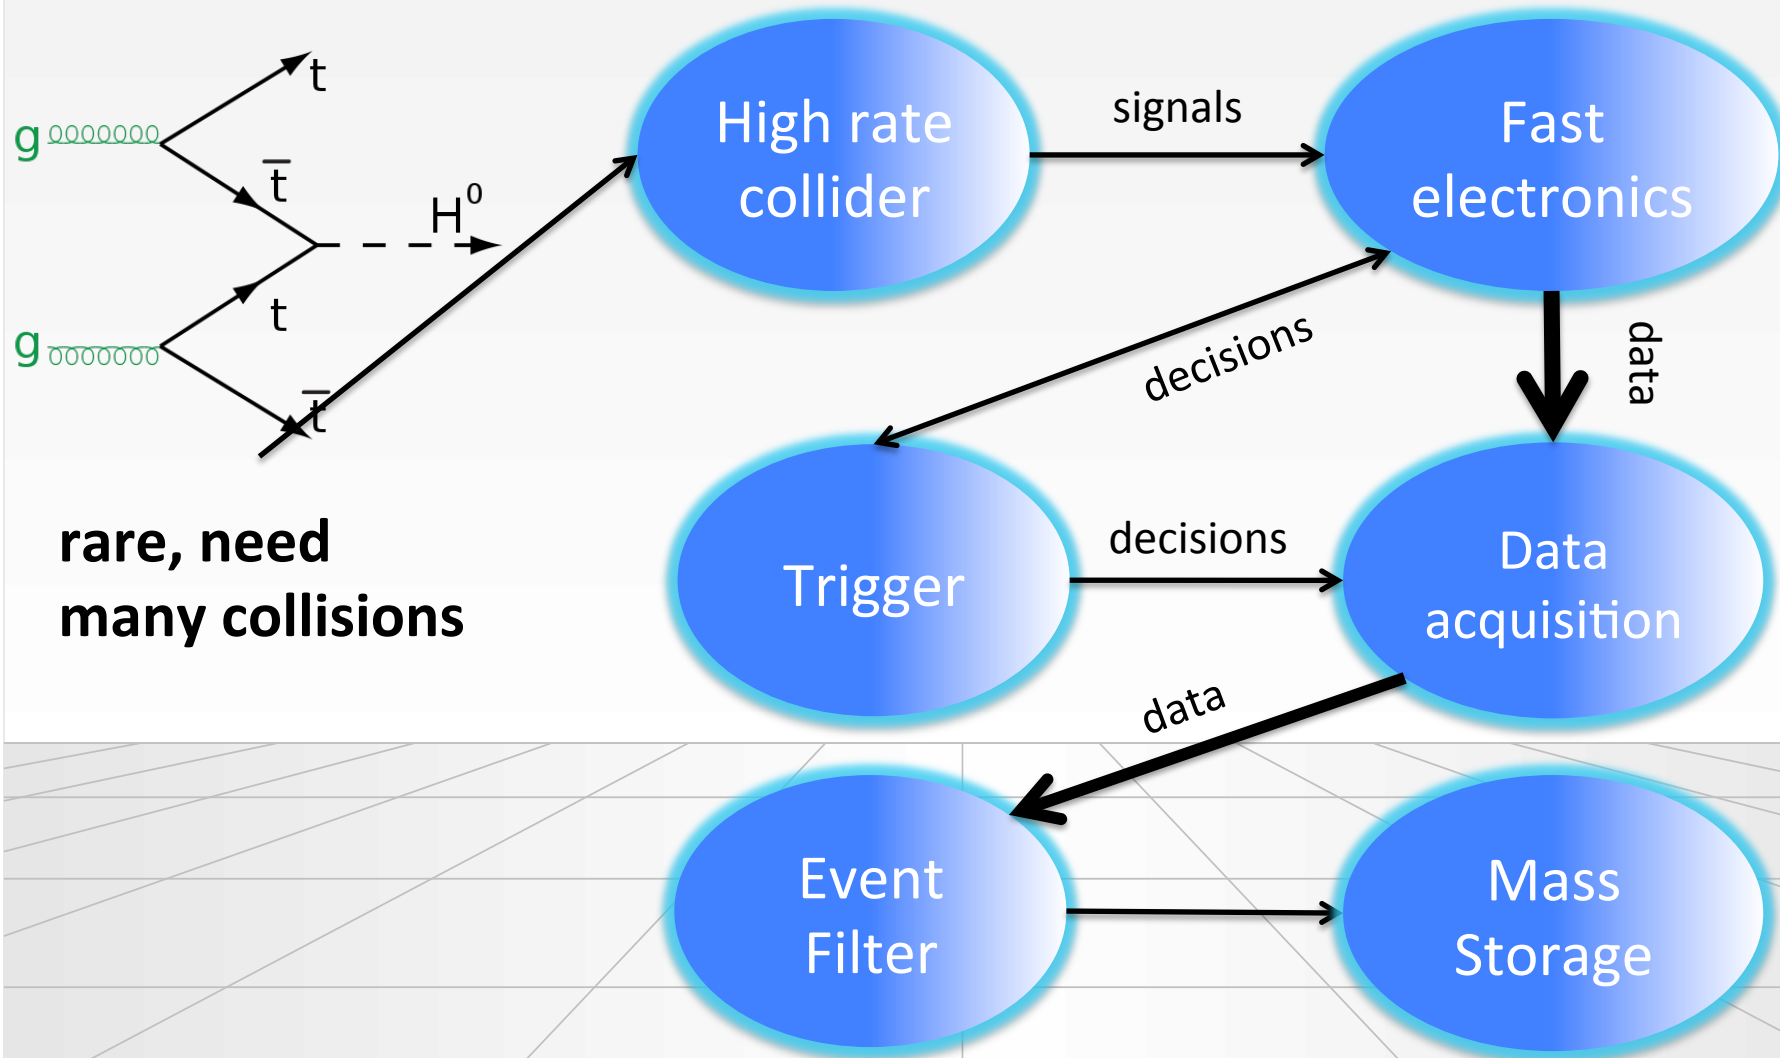 t
g
t̅
H⁰
t
g
t̅
rare, need
many collisions
High rate
collider
signals
Fast
electronics
decisions
data
Trigger
decisions
Data
acquisition
data
Event
Filter
Mass
Storage